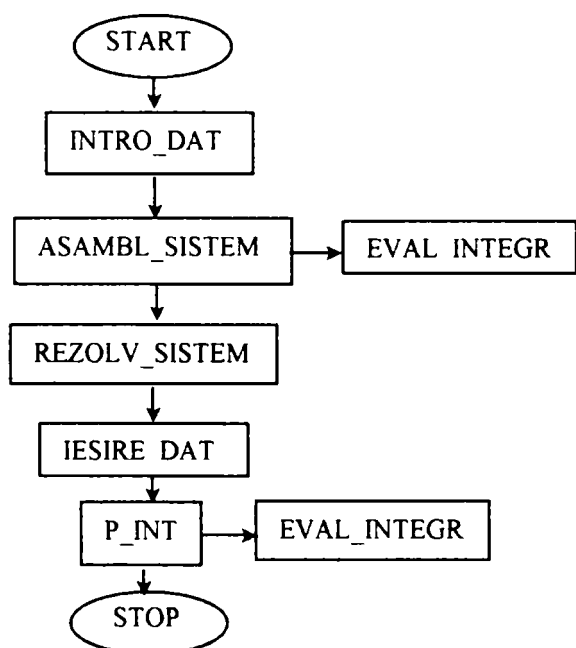 START
INTRO_DAT
ASAMBL_SISTEM
EVAL INTEGR
REZOLV_SISTEM
IESIRE DAT
P_INT
EVAL_INTEGR
STOP